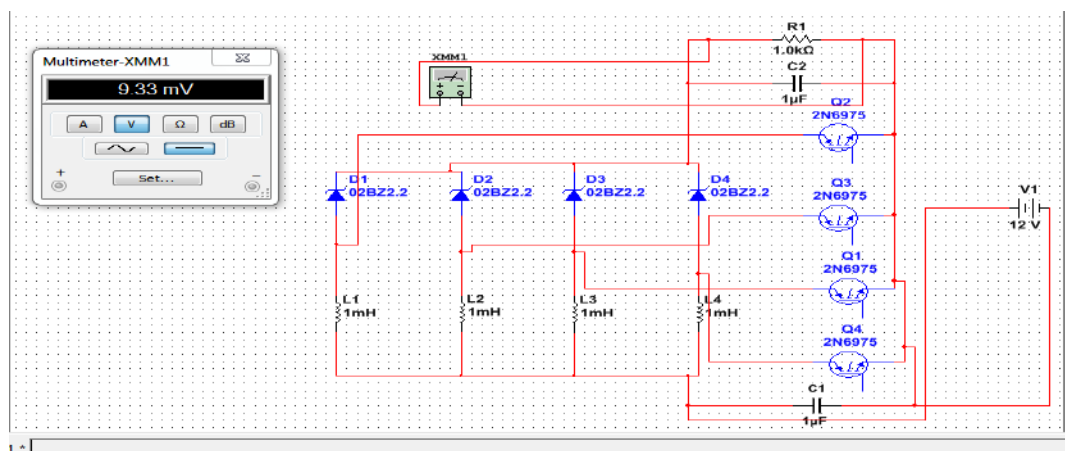 Multimeter-XMM1
9.33 mV
A V Ω dB
+ Set... −
XMM1
+ −
R1
1.0kΩ
C2
1µF
Q2
2N6975
D1
02BZ2.2
D2
02BZ2.2
D3
02BZ2.2
D4
02BZ2.2
Q3
2N6975
V1
12 V
Q1
2N6975
L1
1mH
L2
1mH
L3
1mH
L4
1mH
Q4
2N6975
C1
1µF